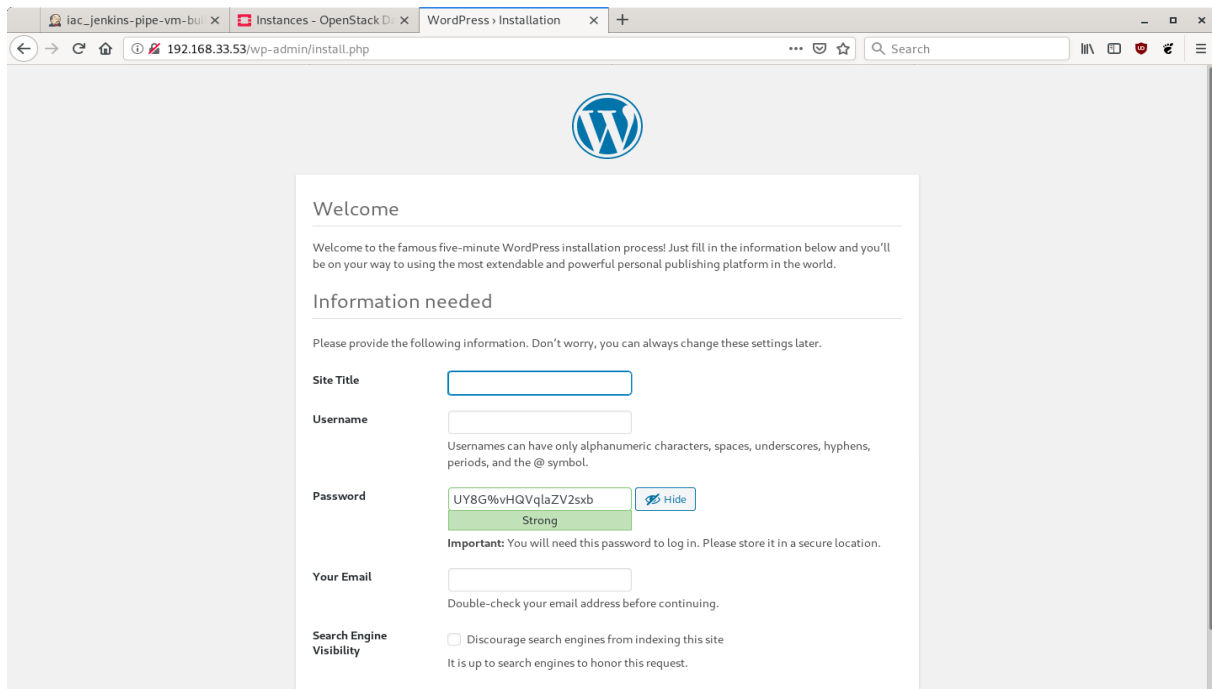 iac_jenkins-pipe-vm-bui
Instances - OpenStack Da
WordPress › Installation
192.168.33.53/wp-admin/install.php
Search
Welcome
Welcome to the famous five-minute WordPress installation process! Just fill in the information below and you’ll
be on your way to using the most extendable and powerful personal publishing platform in the world.
Information needed
Please provide the following information. Don’t worry, you can always change these settings later.
Site Title
Username
Usernames can have only alphanumeric characters, spaces, underscores, hyphens,
periods, and the @ symbol.
Password
UY8G%vHQVqlaZV2sxb
Hide
Strong
Important: You will need this password to log in. Please store it in a secure location.
Your Email
Double-check your email address before continuing.
Search Engine
Visibility
Discourage search engines from indexing this site
It is up to search engines to honor this request.